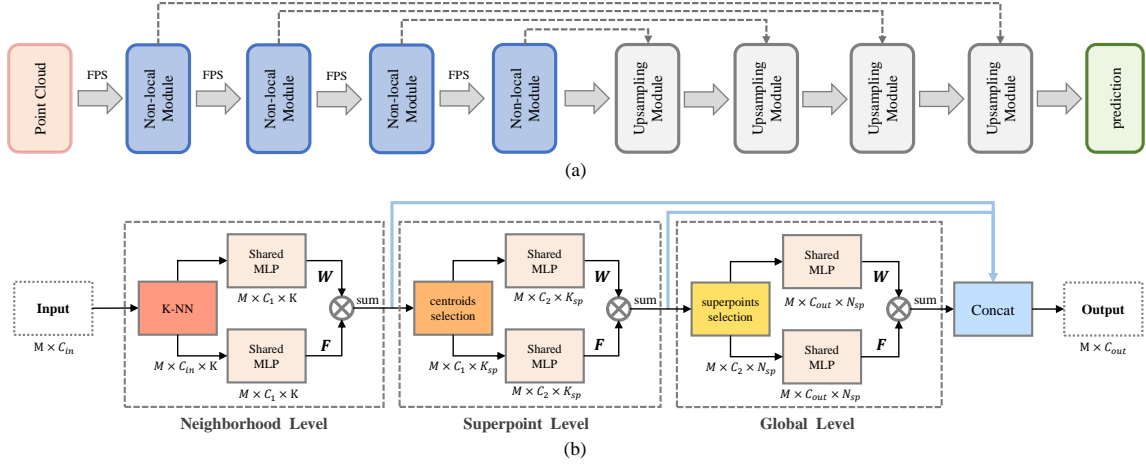 Point Cloud
FPS
Non-local
Module
FPS
Non-local
Module
FPS
Non-local
Module
FPS
Non-local
Module
Upsampling
Module
Upsampling
Module
Upsampling
Module
Upsampling
Module
prediction
(a)
Input
M × C_in
K-NN
M × C_in × K
Shared
MLP
M × C_1 × K
W
Shared
MLP
M × C_1 × K
F
sum
Neighborhood Level
centroids
selection
M × C_1 × K_sp
Shared
MLP
M × C_2 × K_sp
W
Shared
MLP
M × C_2 × K_sp
F
sum
Superpoint Level
superpoints
selection
M × C_2 × N_sp
Shared
MLP
M × C_out × N_sp
W
Shared
MLP
M × C_out × N_sp
F
sum
Global Level
Concat
Output
M × C_out
(b)